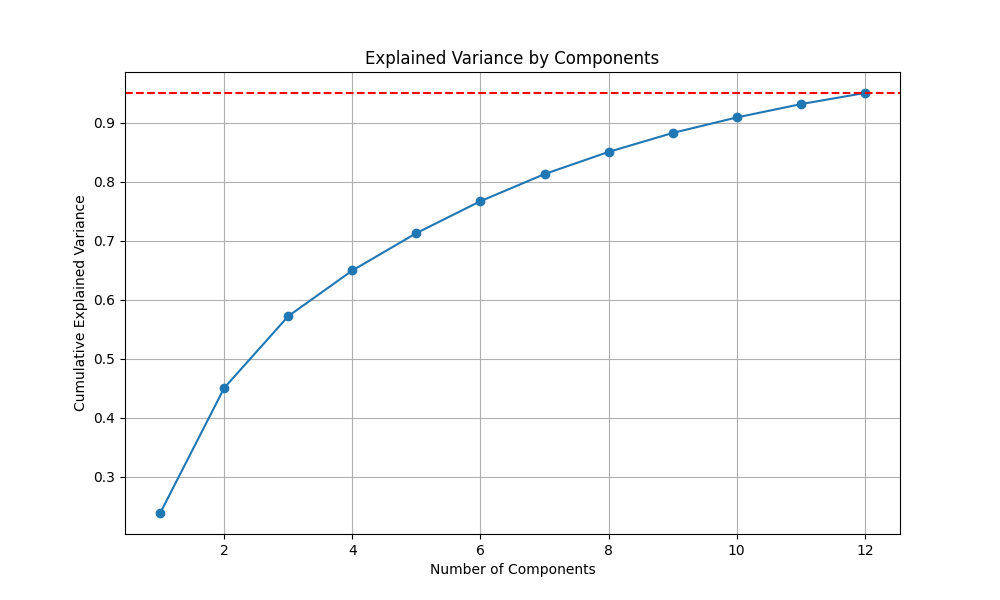 Explained Variance by Components
Cumulative Explained Variance
0.9
0.8
0.7
0.6
0.5
0.4
0.3
2 4 6 8 10 12
Number of Components